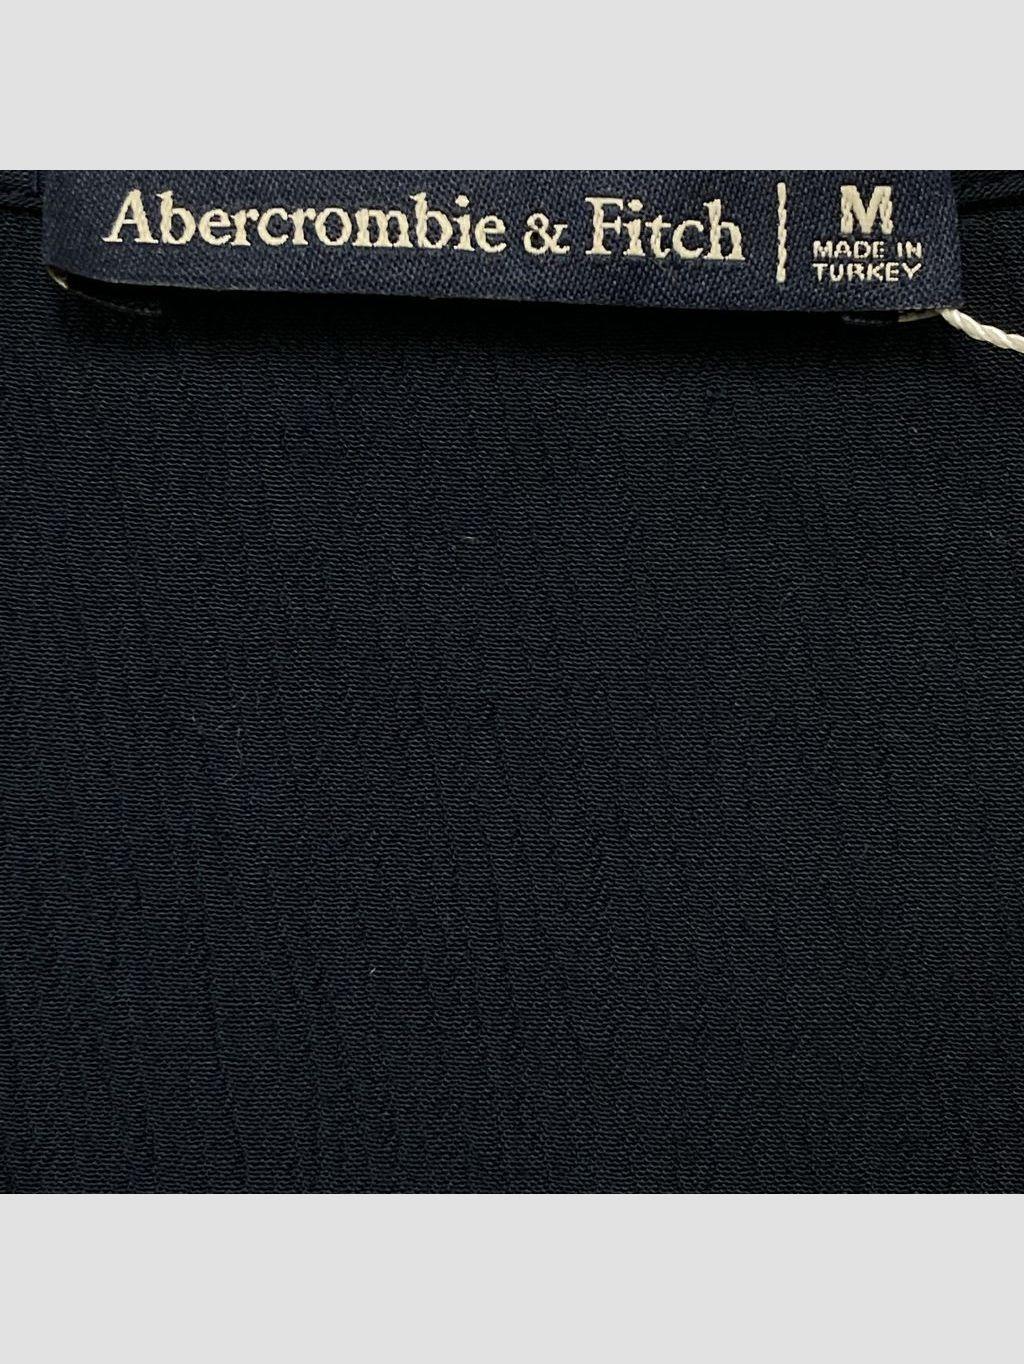 Abercrombie & Fitch
M
MADE IN
TURKEY